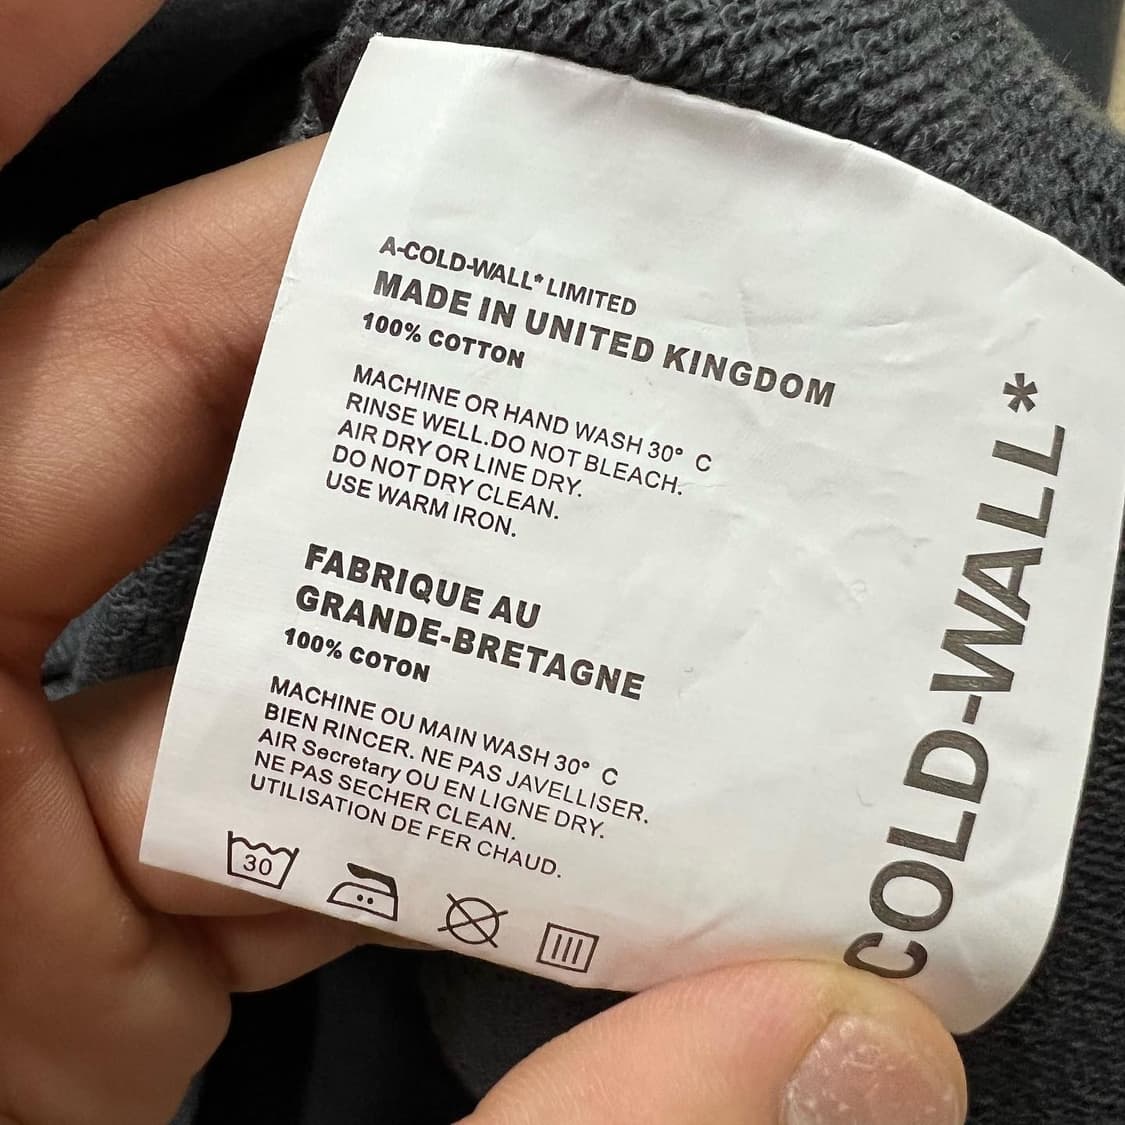 A-COLD-WALL* LIMITED
MADE IN UNITED KINGDOM
100% COTTON
MACHINE OR HAND WASH 30° C
RINSE WELL.DO NOT BLEACH.
AIR DRY OR LINE DRY.
DO NOT DRY CLEAN.
USE WARM IRON.
FABRIQUE AU
GRANDE-BRETAGNE
100% COTON
MACHINE OU MAIN WASH 30° C
BIEN RINCER. NE PAS JAVELLISER.
AIR Secretary OU EN LIGNE DRY.
NE PAS SECHER CLEAN.
UTILISATION DE FER CHAUD.
30
COLD-WALL*